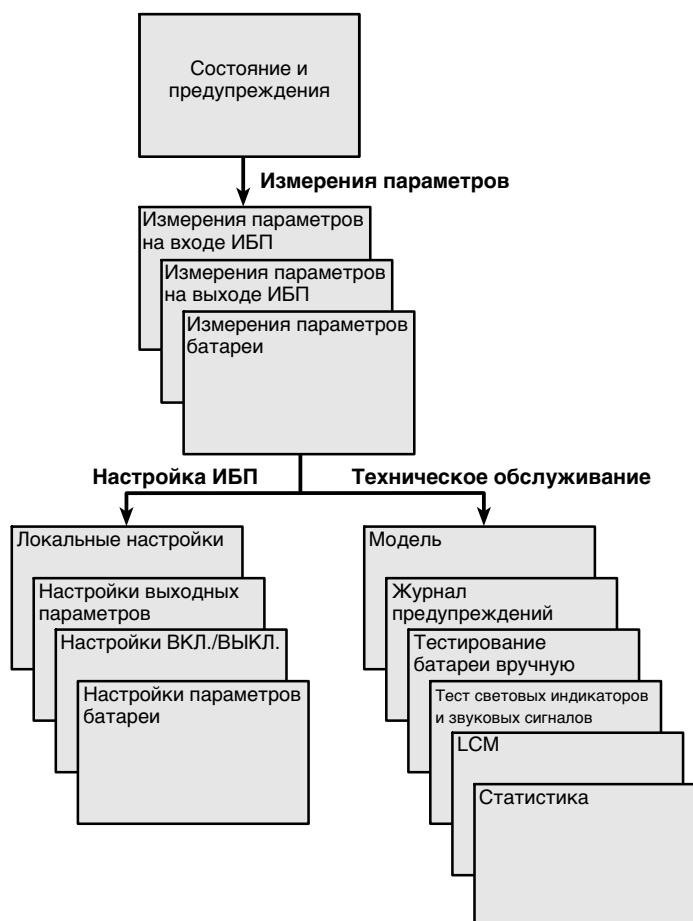 Состояние и
предупреждения
Измерения параметров
Измерения параметров
на входе ИБП
Измерения параметров
на выходе ИБП
Измерения параметров
батареи
Настройка ИБП
Техническое обслуживание
Локальные настройки
Настройки выходных
параметров
Настройки ВКЛ./ВЫКЛ.
Настройки параметров
батареи
Модель
Журнал
предупреждений
Тестирование
батареи вручную
Тест световых индикаторов
и звуковых сигналов
LCM
Статистика